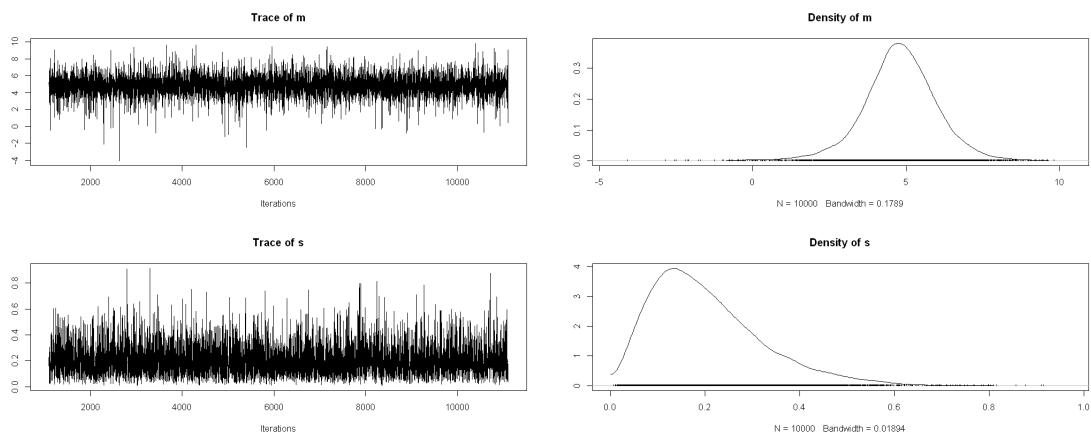 Trace of m
10
8
6
4
2
0
-2
-4
2000 4000 6000 8000 10000
Iterations
Density of m
0.3
0.2
0.1
0.0
-5 0 5 10
N = 10000 Bandwidth = 0.1789
Trace of s
0.8
0.6
0.4
0.2
0.0
2000 4000 6000 8000 10000
Iterations
Density of s
4
3
2
1
0
0.0 0.2 0.4 0.6 0.8 1.0
N = 10000 Bandwidth = 0.01894